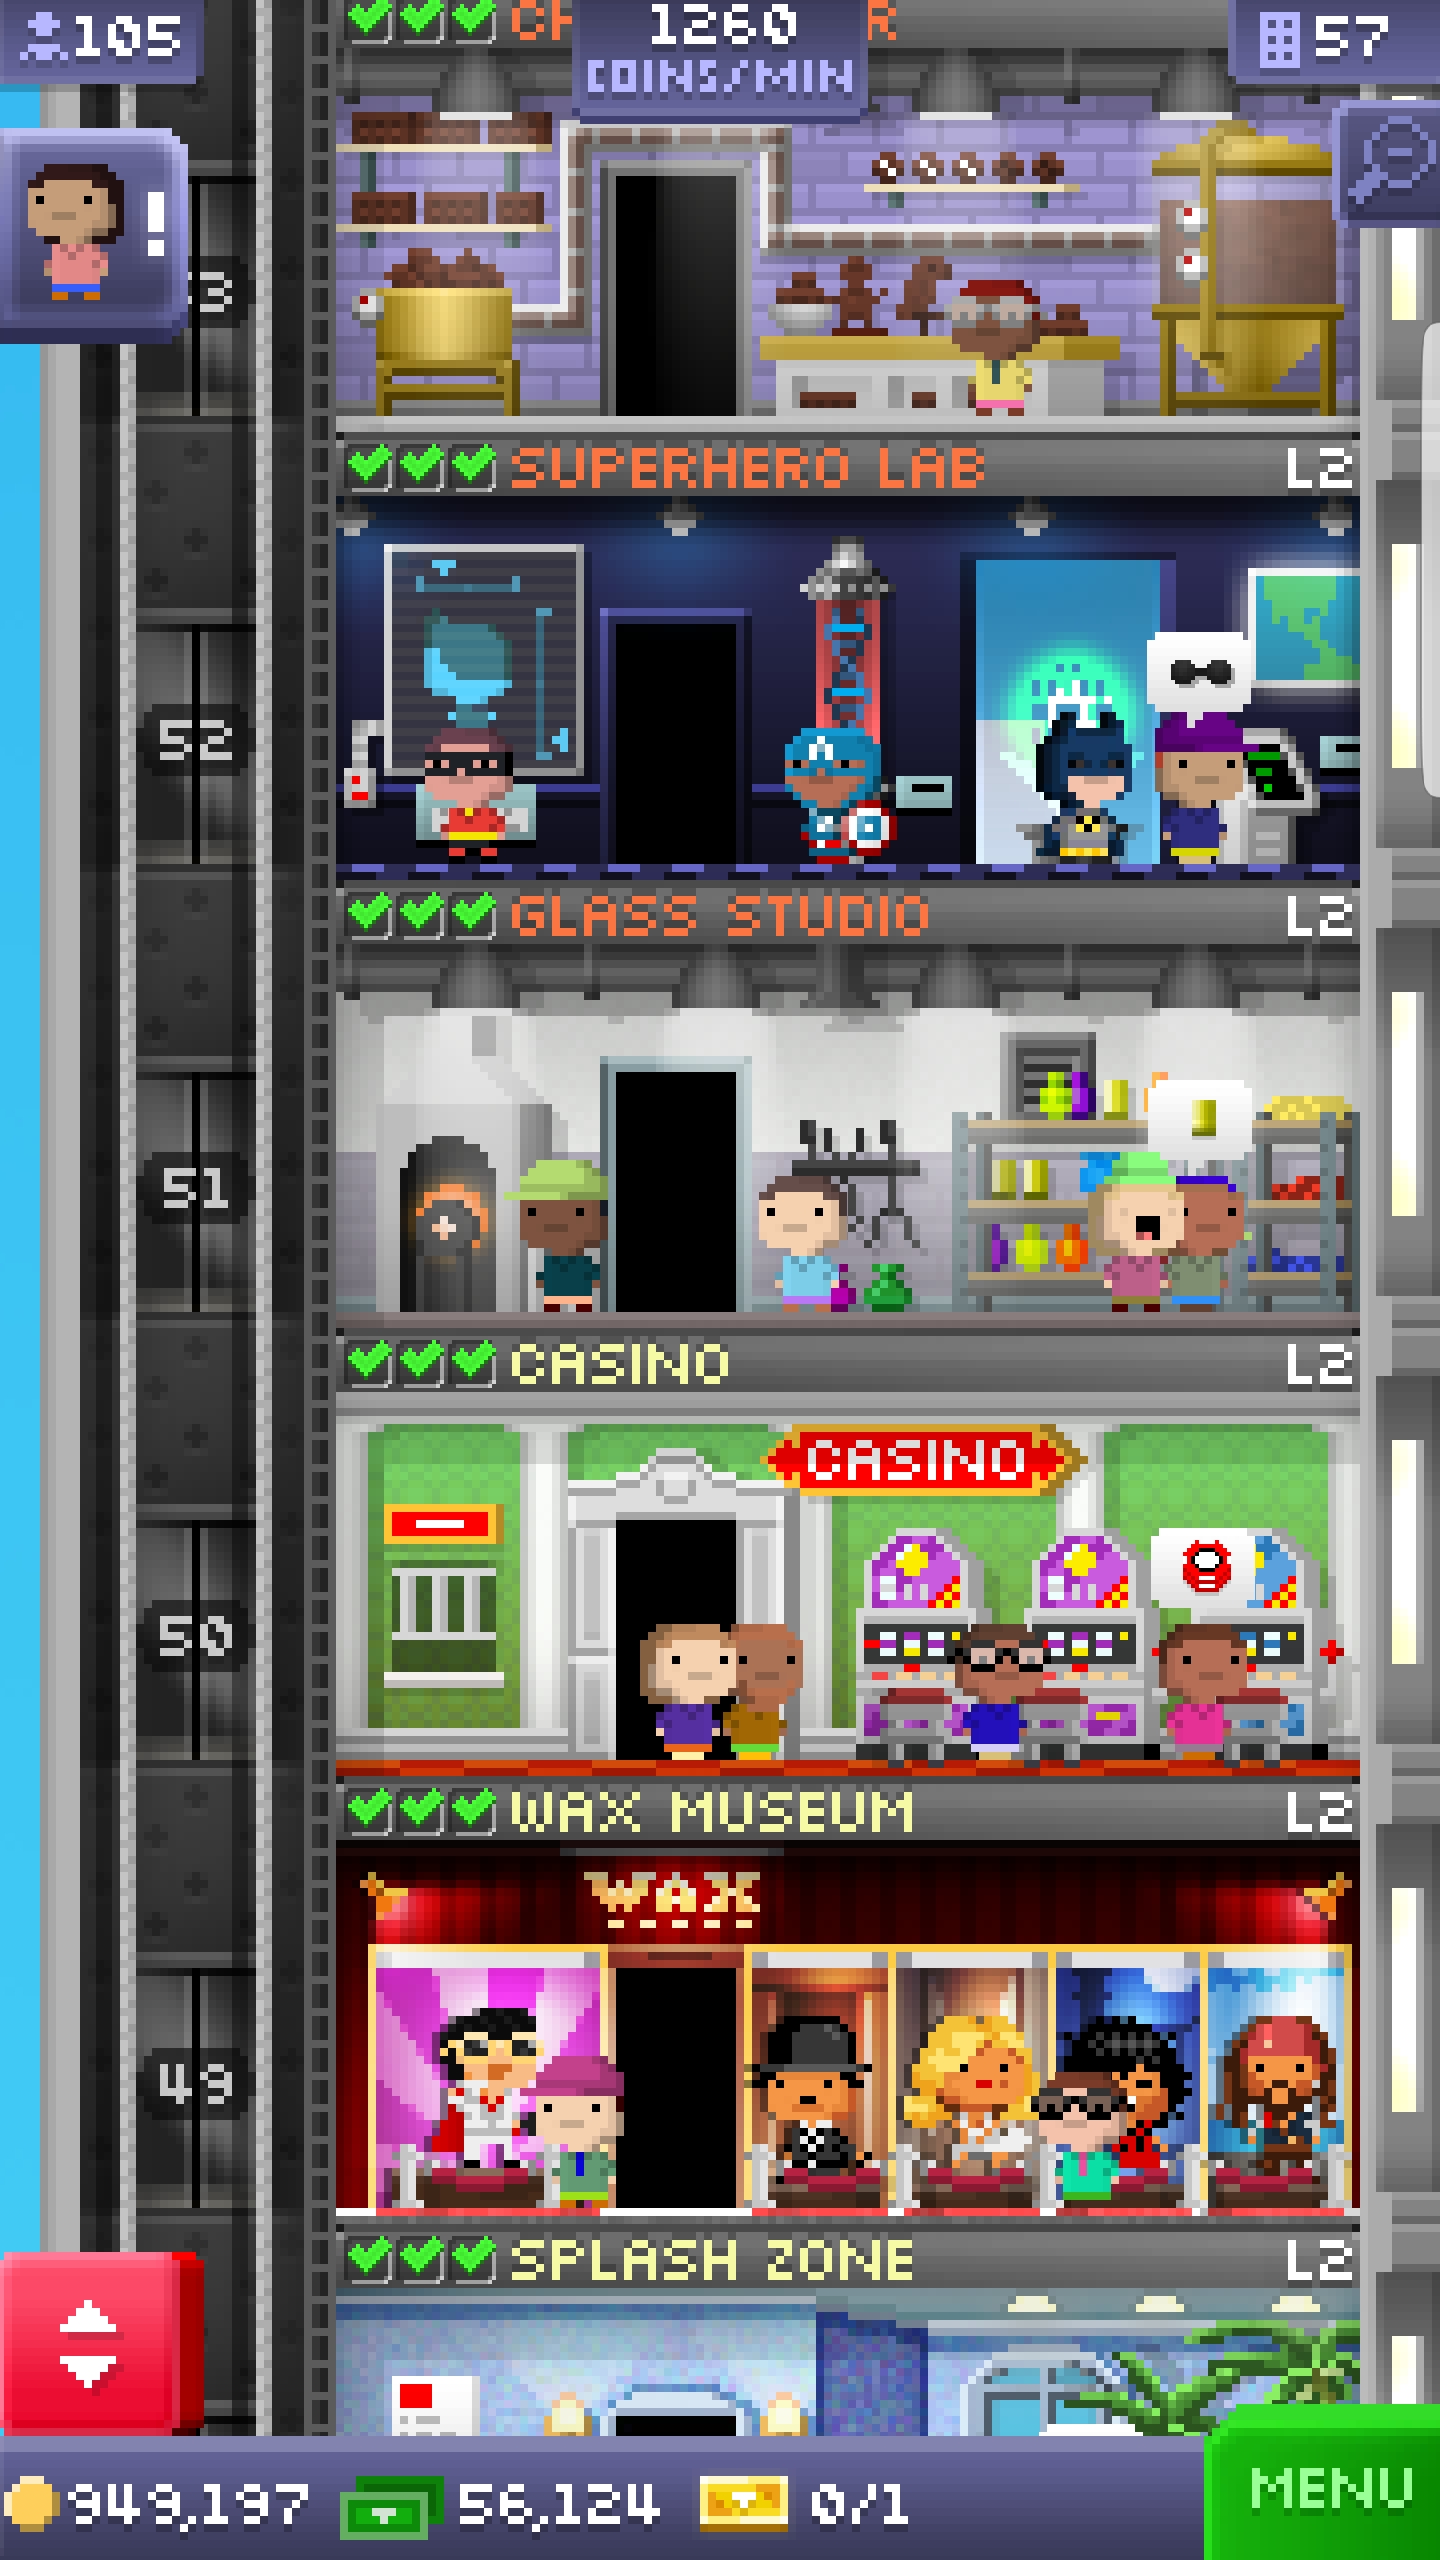 105
1260
COINS/MIN
57
SUPERHERO LAB L2
52
GLASS STUDIO L2
51
CASINO L2
CASINO
50
WAX MUSEUM L2
WAX
49
SPLASH ZONE L2
949,197 56,124 0/1
MENU